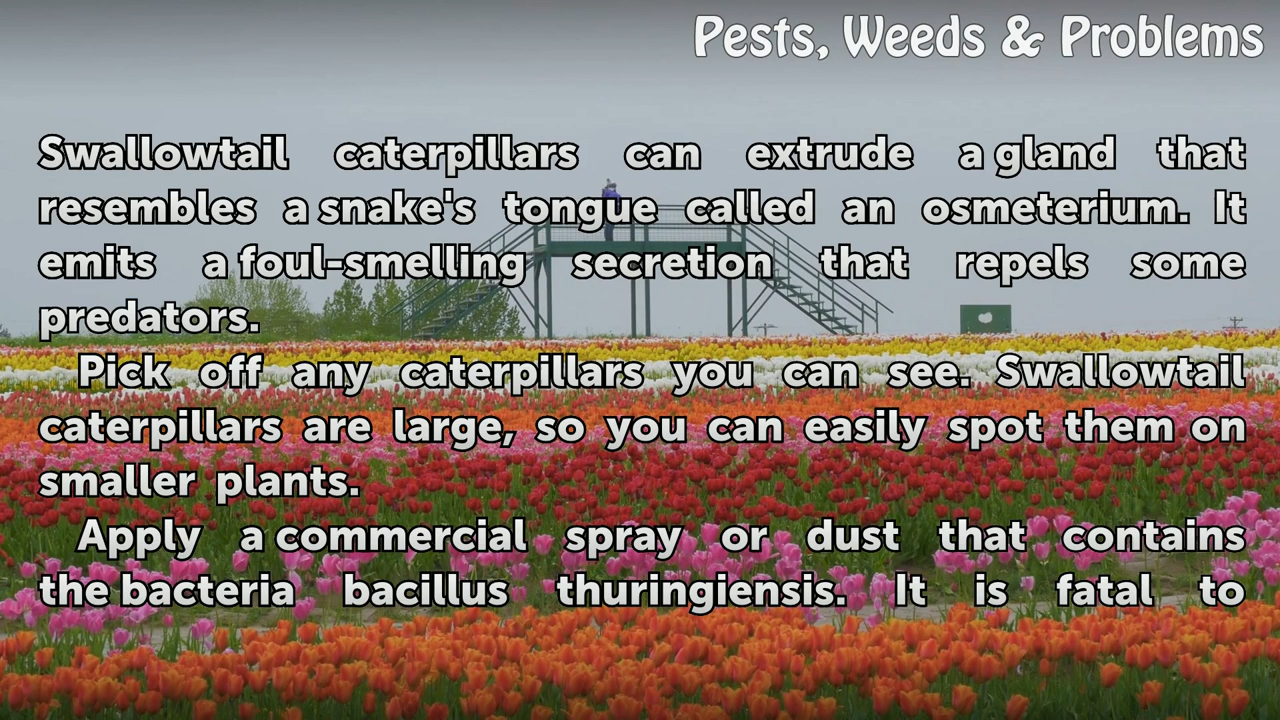 Pests, Weeds & Problems
Swallowtail caterpillars can extrude a gland that
resembles a snake's tongue called an osmeterium. It
emits a foul-smelling secretion that repels some
predators.
Pick off any caterpillars you can see. Swallowtail
caterpillars are large, so you can easily spot them on
smaller plants.
Apply a commercial spray or dust that contains
the bacteria bacillus thuringiensis. It is fatal to